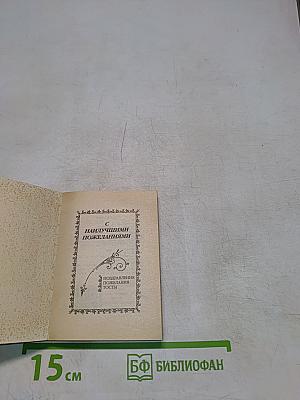 С
НАИЛУЧШИМИ
ПОЖЕЛАНИЯМИ
ПОЗДРАВЛЕНИЯ
ПОЖЕЛАНИЯ
ТОСТЫ
15 см
БФ БИБЛИОФАН